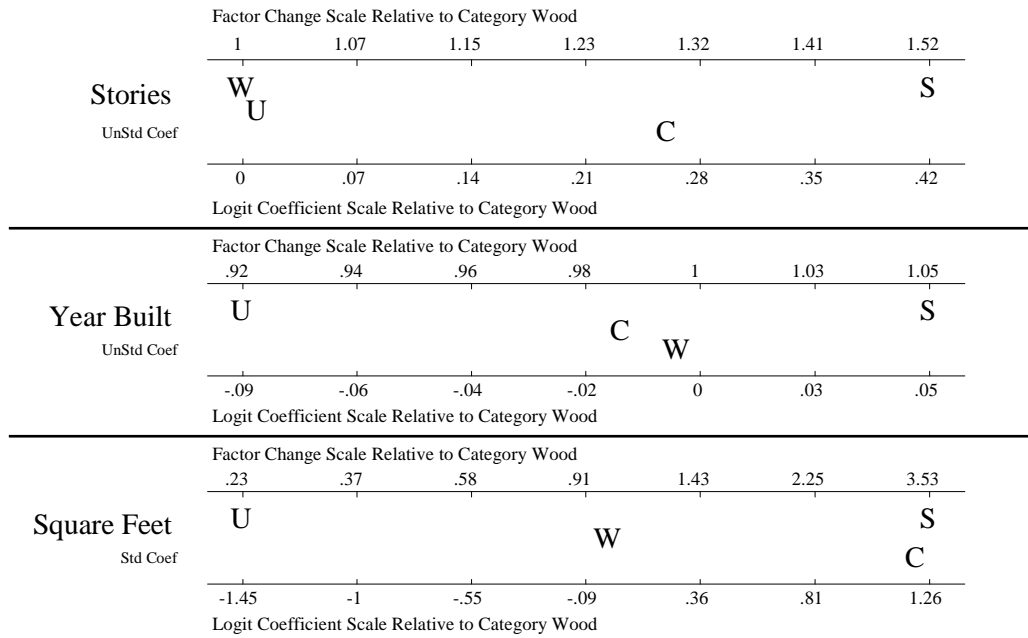 Factor Change Scale Relative to Category Wood
1 1.07 1.15 1.23 1.32 1.41 1.52
W S
Stories
U
UnStd Coef C
0 .07 .14 .21 .28 .35 .42
Logit Coefficient Scale Relative to Category Wood
Factor Change Scale Relative to Category Wood
.92 .94 .96 .98 1 1.03 1.05
U S
Year Built C
UnStd Coef W
-.09 -.06 -.04 -.02 0 .03 .05
Logit Coefficient Scale Relative to Category Wood
Factor Change Scale Relative to Category Wood
.23 .37 .58 .91 1.43 2.25 3.53
U S
Square Feet W
Std Coef C
-1.45 -1 -.55 -.09 .36 .81 1.26
Logit Coefficient Scale Relative to Category Wood